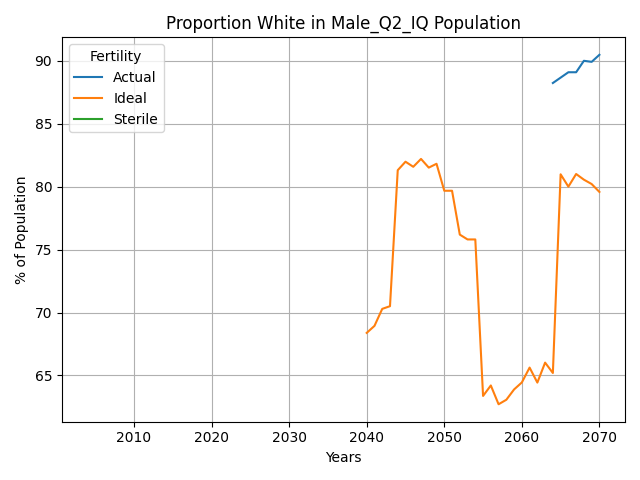 Proportion White in Male_Q2_IQ Population
Fertility
Actual
Ideal
Sterile
% of Population
90
85
80
75
70
65
2010 2020 2030 2040 2050 2060 2070
Years